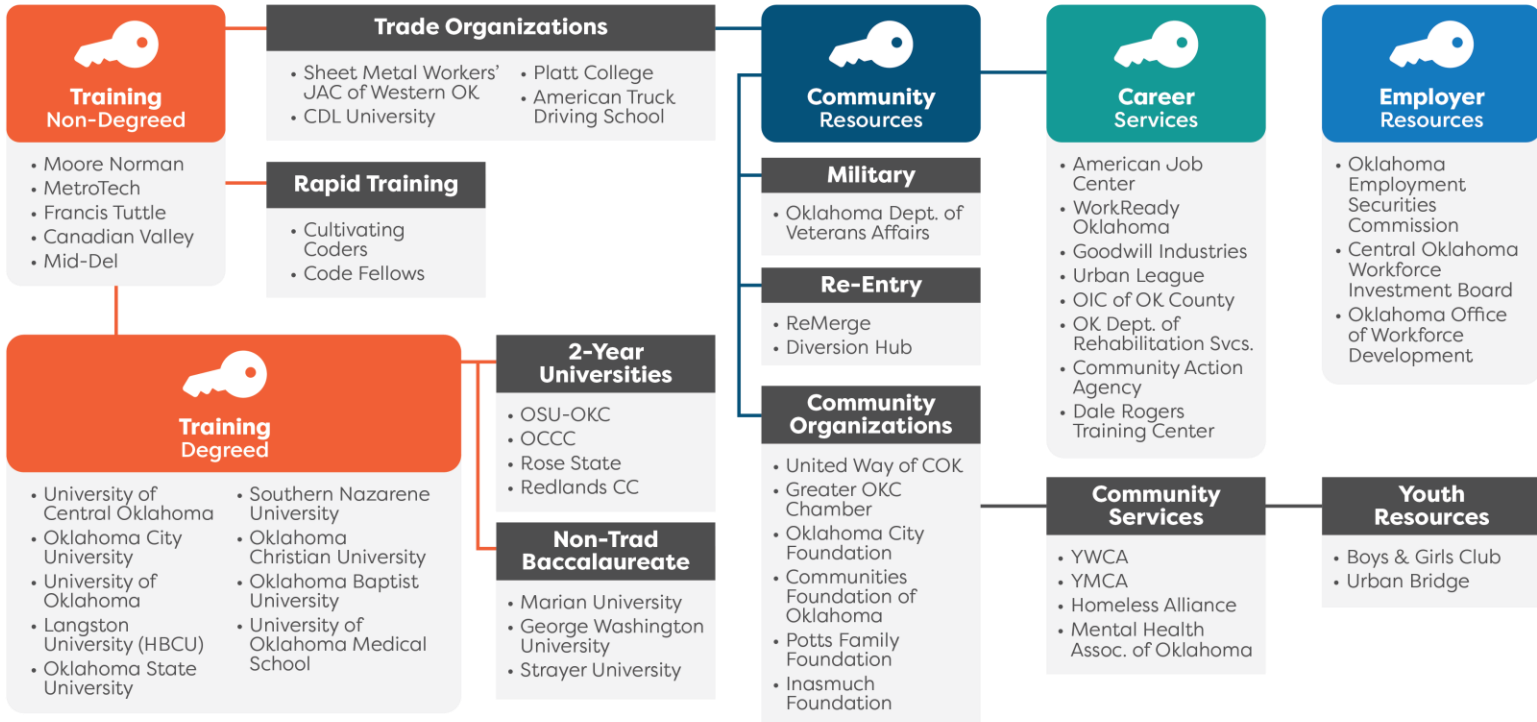 Training
Non-Degreed
• Moore Norman
• MetroTech
• Francis Tuttle
• Canadian Valley
• Mid-Del
Trade Organizations
• Sheet Metal Workers'
JAC of Western OK
• CDL University
• Platt College
• American Truck
Driving School
Rapid Training
• Cultivating
Coders
• Code Fellows
Training
Degreed
• University of
Central Oklahoma
• Oklahoma City
University
• University of
Oklahoma
• Langston
University (HBCU)
• Oklahoma State
University
• Southern Nazarene
University
• Oklahoma
Christian University
• Oklahoma Baptist
University
• University of
Oklahoma Medical
School
2-Year
Universities
• OSU-OKC
• OCCC
• Rose State
• Redlands CC
Non-Trad
Baccalaureate
• Marian University
• George Washington
University
• Strayer University
Community
Resources
Military
• Oklahoma Dept. of
Veterans Affairs
Re-Entry
• ReMerge
• Diversion Hub
Community
Organizations
• United Way of COK
• Greater OKC
Chamber
• Oklahoma City
Foundation
• Communities
Foundation of
Oklahoma
• Potts Family
Foundation
• Inasmuch
Foundation
Career
Services
• American Job
Center
• WorkReady
Oklahoma
• Goodwill Industries
• Urban League
• OIC of OK County
• OK Dept. of
Rehabilitation Svcs.
• Community Action
Agency
• Dale Rogers
Training Center
Community
Services
• YWCA
• YMCA
• Homeless Alliance
• Mental Health
Assoc. of Oklahoma
Employer
Resources
• Oklahoma
Employment
Securities
Commission
• Central Oklahoma
Workforce
Investment Board
• Oklahoma Office
of Workforce
Development
Youth
Resources
• Boys & Girls Club
• Urban Bridge